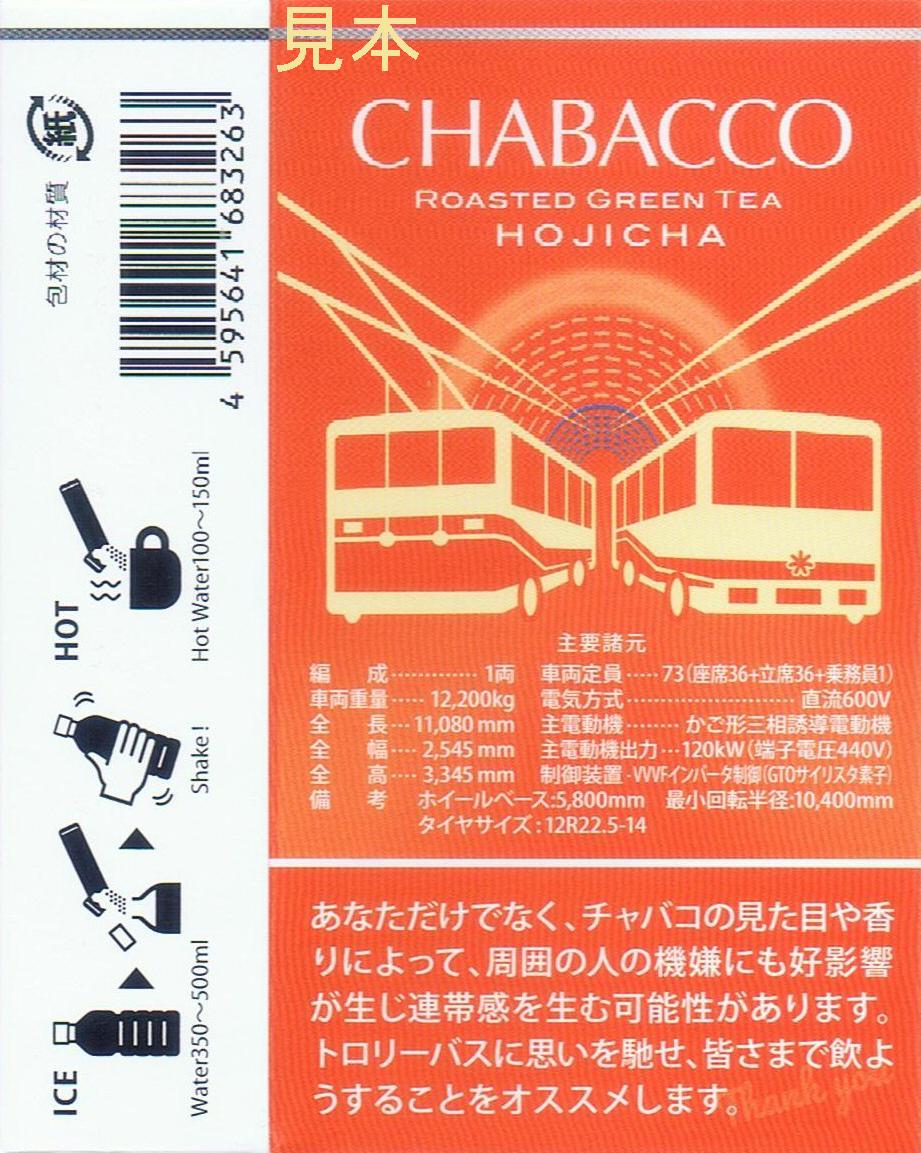 見本
CHABACCO
ROASTED GREEN TEA
HOJICHA
主要諸元
編　成············1両
車両重量·····12,200kg
全　長···11,080mm
全　幅····2,545mm
全　高····3,345mm
車両定員·····73(座席36+立席36+乗務員1)
電気方式························直流600V
主電動機········かご形三相誘導電動機
主電動機出力···120kW(端子電圧440V)
制御装置·VVVFインバータ制御(GTOサイリスタ素子)
備　考　ホイールベース:5,800mm　最小回転半径:10,400mm
タイヤサイズ:12R22.5-14
あなただけでなく、チャバコの見た目や香
りによって、周囲の人の機嫌にも好影響
が生じ連帯感を生む可能性があります。
トロリーバスに思いを馳せ、皆さまで飲よ
うすることをオススメします。
Thank you
紙
包材の材質
4 595641 683263
HOT
Hot Water100〜150ml
Shake!
ICE
Water350〜500ml